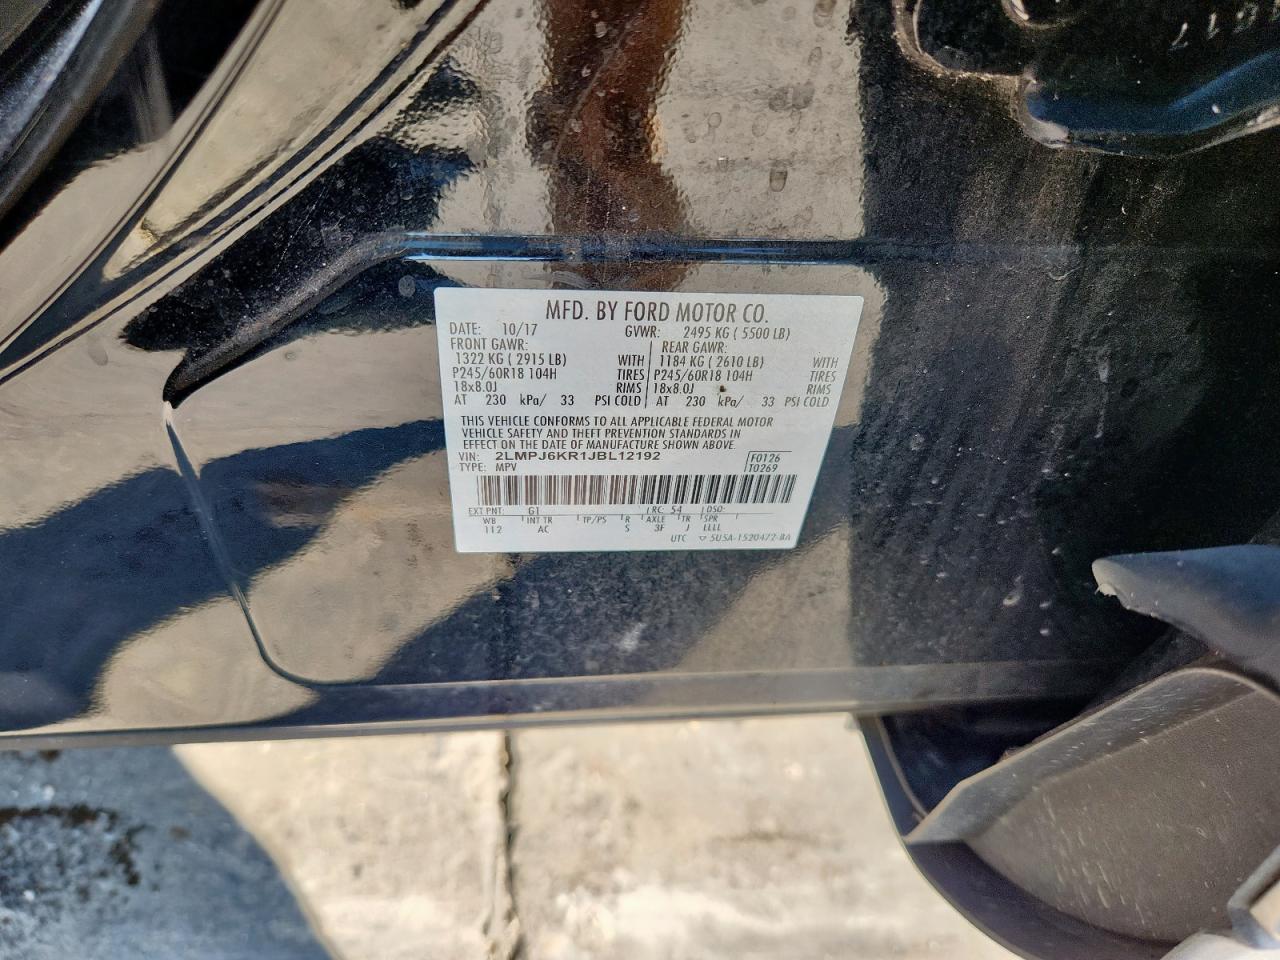 MFD. BY FORD MOTOR CO.
DATE: 10/17 GVWR: 2495 KG ( 5500 LB)
FRONT GAWR: REAR GAWR:
1322 KG ( 2915 LB) WITH 1184 KG ( 2610 LB) WITH
P245/60R18 104H TIRES P245/60R18 104H TIRES
18x8.0J RIMS 18x8.0J RIMS
AT 230 kPa/ 33 PSI COLD AT 230 kPa/ 33 PSI COLD
THIS VEHICLE CONFORMS TO ALL APPLICABLE FEDERAL MOTOR
VEHICLE SAFETY AND THEFT PREVENTION STANDARDS IN
EFFECT ON THE DATE OF MANUFACTURE SHOWN ABOVE.
VIN: 2LMPJ6KR1JBL12192 F0126
TYPE: MPV T0269
EXT PNT: G1 RC: 54 DSO:
WB INT TR TP/PS R AXLE TR SPR
112 AC S 3F J LLLL
UTC ▽ 5U5A-1520472-BA